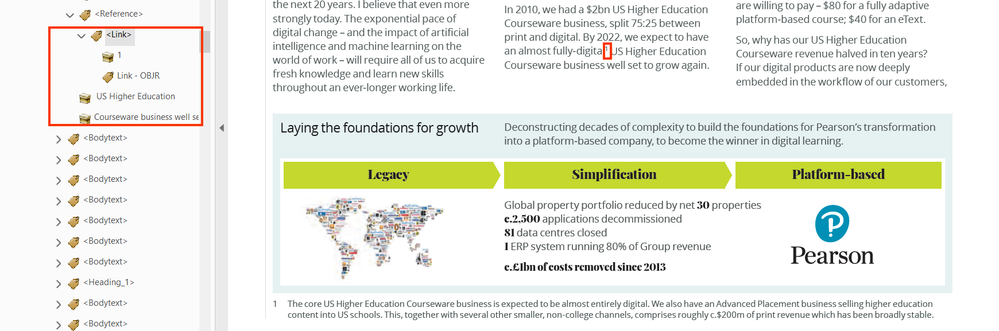 <Reference>
<Link>
1
Link - OBJR
US Higher Education
Courseware business well se
<Bodytext>
<Bodytext>
<Bodytext>
<Bodytext>
<Bodytext>
<Bodytext>
<Bodytext>
<Heading_1>
<Bodytext>
<Bodytext>
the next 20 years. I believe that even more
strongly today. The exponential pace of
digital change – and the impact of artificial
intelligence and machine learning on the
world of work – will require all of us to acquire
fresh knowledge and learn new skills
throughout an ever-longer working life.
In 2010, we had a $2bn US Higher Education
Courseware business, split 75:25 between
print and digital. By 2022, we expect to have
an almost fully-digital1 US Higher Education
Courseware business well set to grow again.
are willing to pay – $80 for a fully adaptive
platform-based course; $40 for an eText.
So, why has our US Higher Education
Courseware revenue halved in ten years?
If our digital products are now deeply
embedded in the workflow of our customers,
Laying the foundations for growth
Deconstructing decades of complexity to build the foundations for Pearson’s transformation
into a platform-based company, to become the winner in digital learning.
Legacy
Simplification
Platform-based
Global property portfolio reduced by net 30 properties
c.2,500 applications decommissioned
81 data centres closed
1 ERP system running 80% of Group revenue
c.£1bn of costs removed since 2013
Pearson
1 The core US Higher Education Courseware business is expected to be almost entirely digital. We also have an Advanced Placement business selling higher education
content into US schools. This, together with several other smaller, non-college channels, comprises roughly c.$200m of print revenue which has been broadly stable.